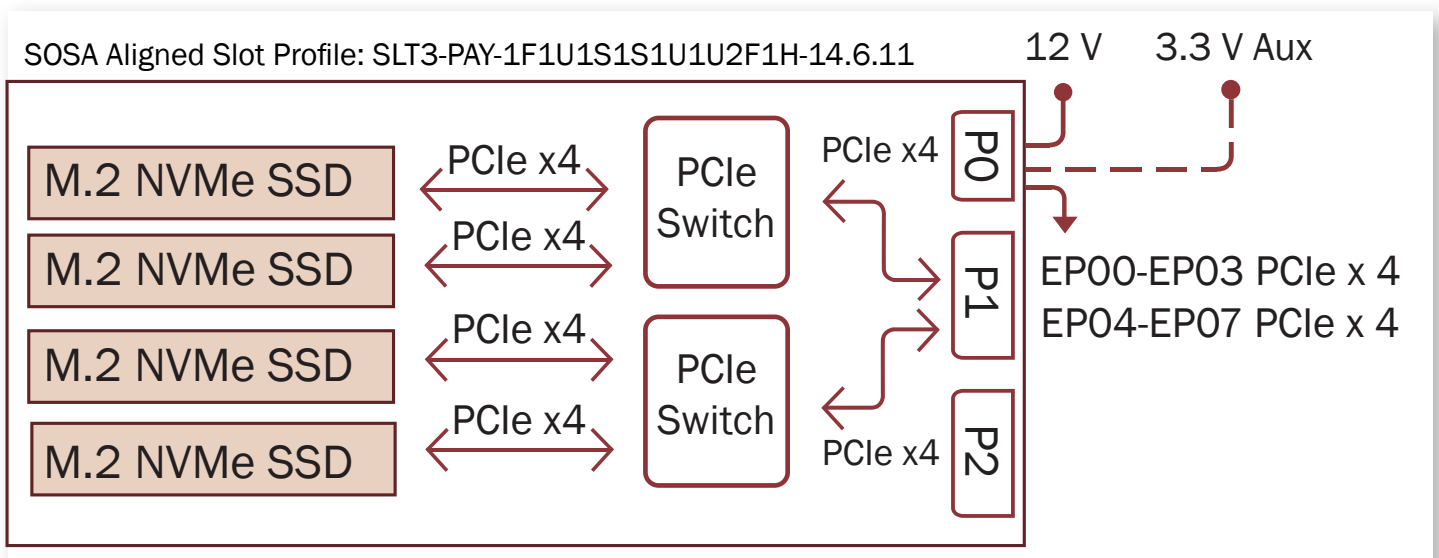 SOSA Aligned Slot Profile: SLT3-PAY-1F1U1S1S1U1U2F1H-14.6.11
12 V
3.3 V Aux
M.2 NVMe SSD
M.2 NVMe SSD
M.2 NVMe SSD
M.2 NVMe SSD
PCIe x4
PCIe x4
PCIe x4
PCIe x4
PCIe
Switch
PCIe
Switch
PCIe x4
PCIe x4
P0
P1
P2
EP00-EP03 PCIe x 4
EP04-EP07 PCIe x 4